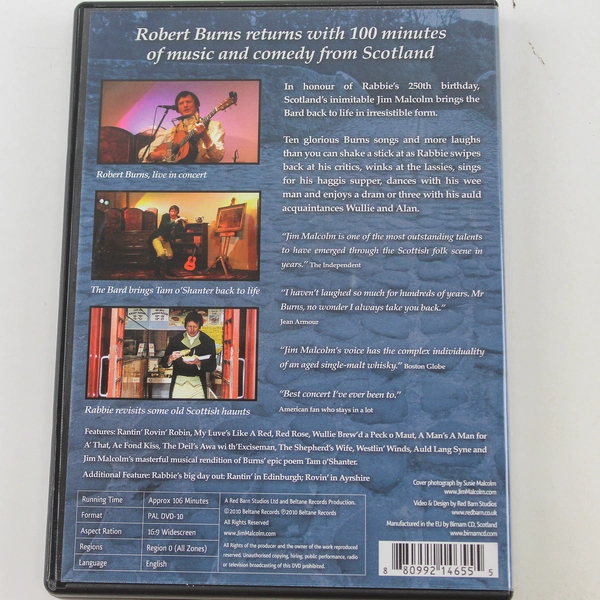 Robert Burns returns with 100 minutes
of music and comedy from Scotland
In honour of Rabbie's 250th birthday,
Scotland's inimitable Jim Malcolm brings the
Bard back to life in irresistible form.
Ten glorious Burns songs and more laughs
than you can shake a stick at as Rabbie swipes
back at his critics, winks at the lassies, sings
for his haggis supper, dances with his wee
man and enjoys a dram or three with his auld
acquaintances Wullie and Alan.
Robert Burns, live in concert
The Bard brings Tam o'Shanter back to life
Rabbie revisits some old Scottish haunts
"Jim Malcolm is one of the most outstanding talents
to have emerged through the Scottish folk scene in
years." The Independent
"I haven't laughed so much for hundreds of years. Mr
Burns, no wonder I always take you back."
Jean Armour
"Jim Malcolm's voice has the complex individuality
of an aged single-malt whisky." Boston Globe
"Best concert I've ever been to."
American fan who stays in a lot
Features: Rantin' Rovin' Robin, My Luve's Like A Red, Red Rose, Wullie Brew'd a Peck o Maut, A Man's A Man for
A' That, Ae Fond Kiss, The Deil's Awa wi th'Exciseman, The Shepherd's Wife, Westlin' Winds, Auld Lang Syne and
Jim Malcolm's masterful musical rendition of Burns' epic poem Tam o'Shanter.
Additional Feature: Rabbie's big day out: Rantin' in Edinburgh; Rovin' in Ayrshire
Running Time Approx 106 Minutes
Format PAL DVD-10
Aspect Ration 16:9 Widescreen
Regions Region 0 (All Zones)
Language English
A Red Barn Studios Ltd and Beltane Records Production.
©2010 Beltane Records ℗2010 Beltane Records
All Rights Reserved
www.JimMalcolm.com
All Rights of the producer and the owner of the work reproduced
reserved. Unauthorised copying, hiring, public performance, radio
or television broadcasting of this DVD prohibited.
Cover photograph by Susie Malcolm
www.JimMalcolm.com
Video & Design by Red Barn Studios
www.redbarn.co.uk
Manufactured in the EU by Birnam CD, Scotland
www.birnamcd.com
8 80992 14655 5